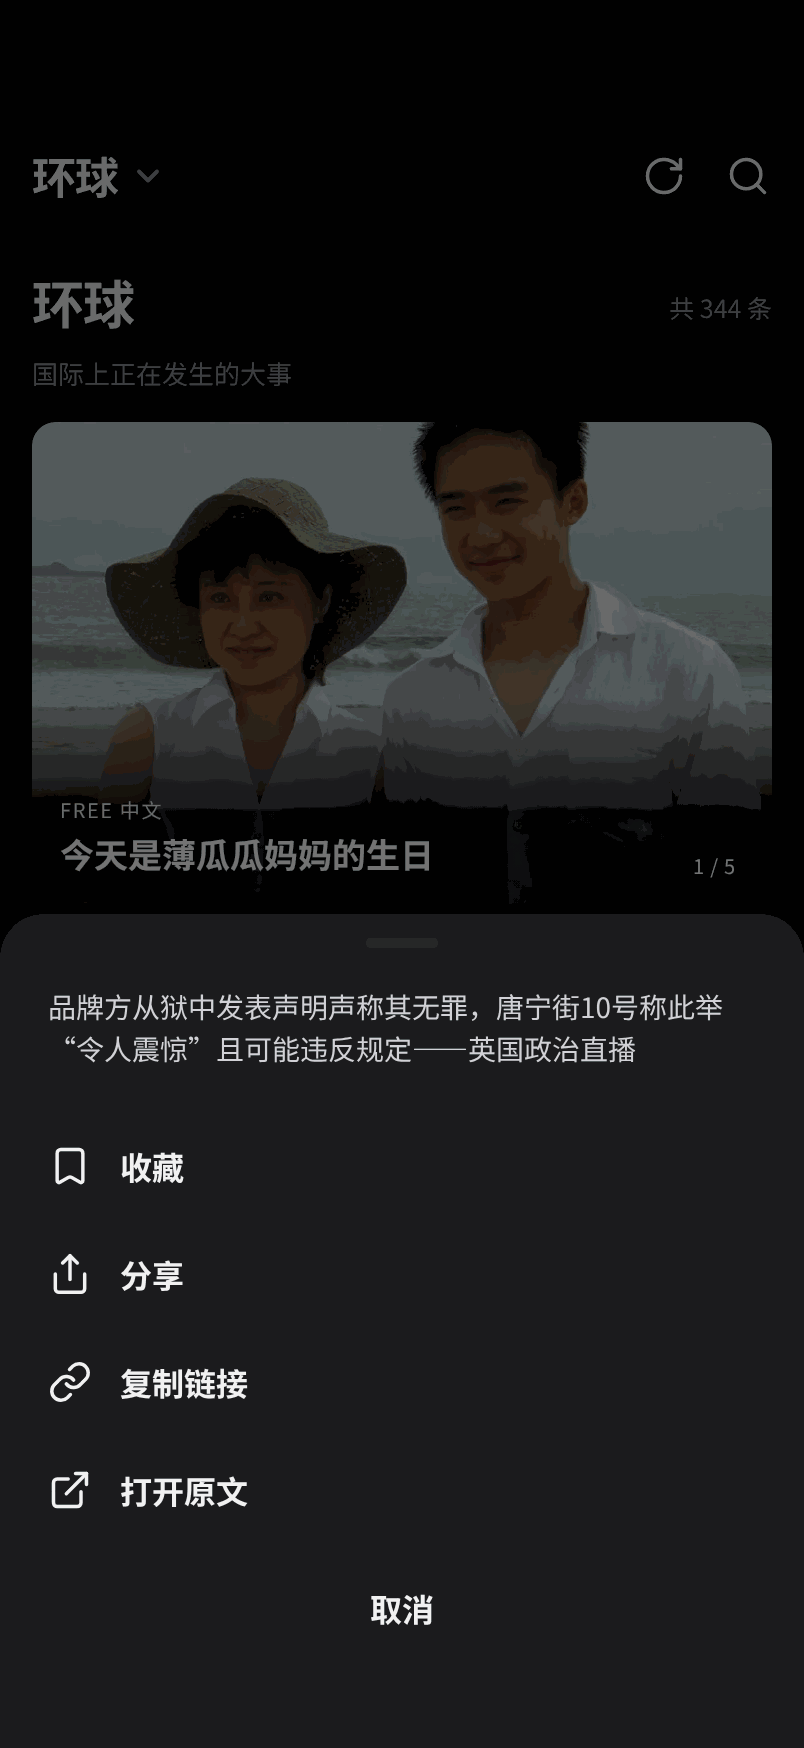 环球
环球
共 344 条
国际上正在发生的大事
FREE 中文
今天是薄瓜瓜妈妈的生日
1 / 5
品牌方从狱中发表声明声称其无罪，唐宁街10号称此举
“令人震惊”且可能违反规定——英国政治直播
收藏
分享
复制链接
打开原文
取消